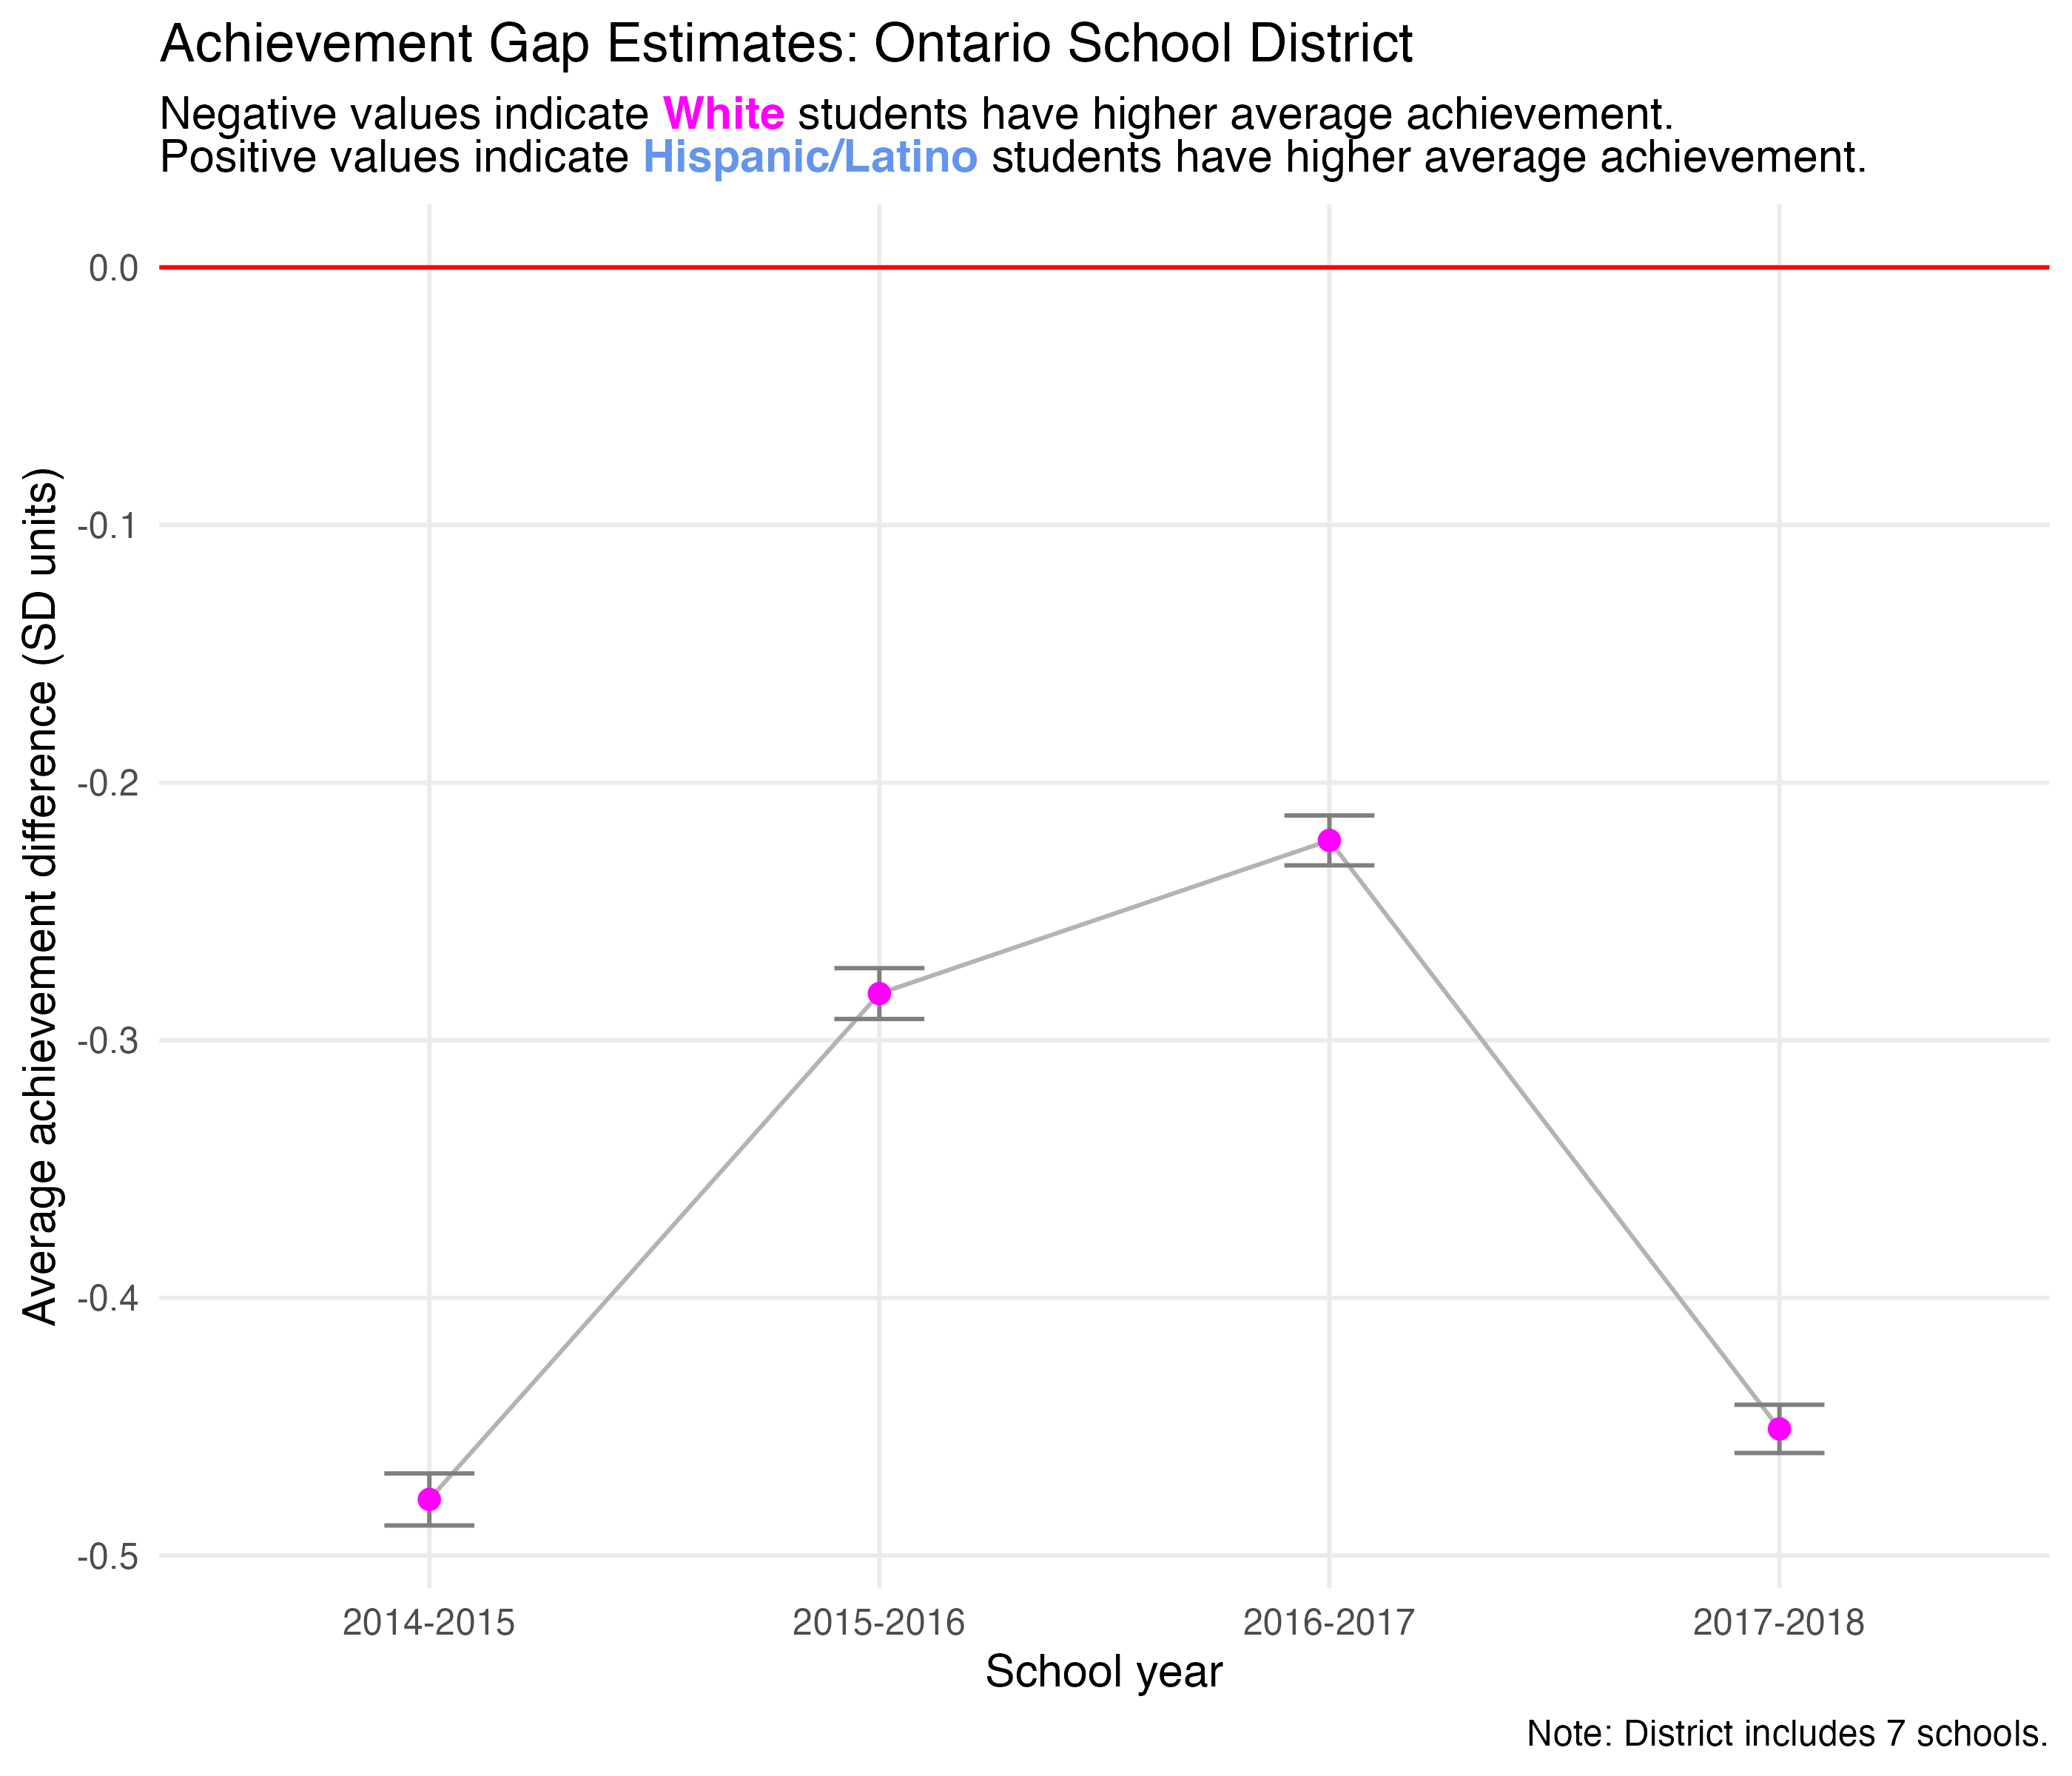 Achievement Gap Estimates: Ontario School District
Negative values indicate White students have higher average achievement.
Positive values indicate Hispanic/Latino students have higher average achievement.
Average achievement difference (SD units)
0.0
-0.1
-0.2
-0.3
-0.4
-0.5
2014-2015
2015-2016
2016-2017
2017-2018
School year
Note: District includes 7 schools.